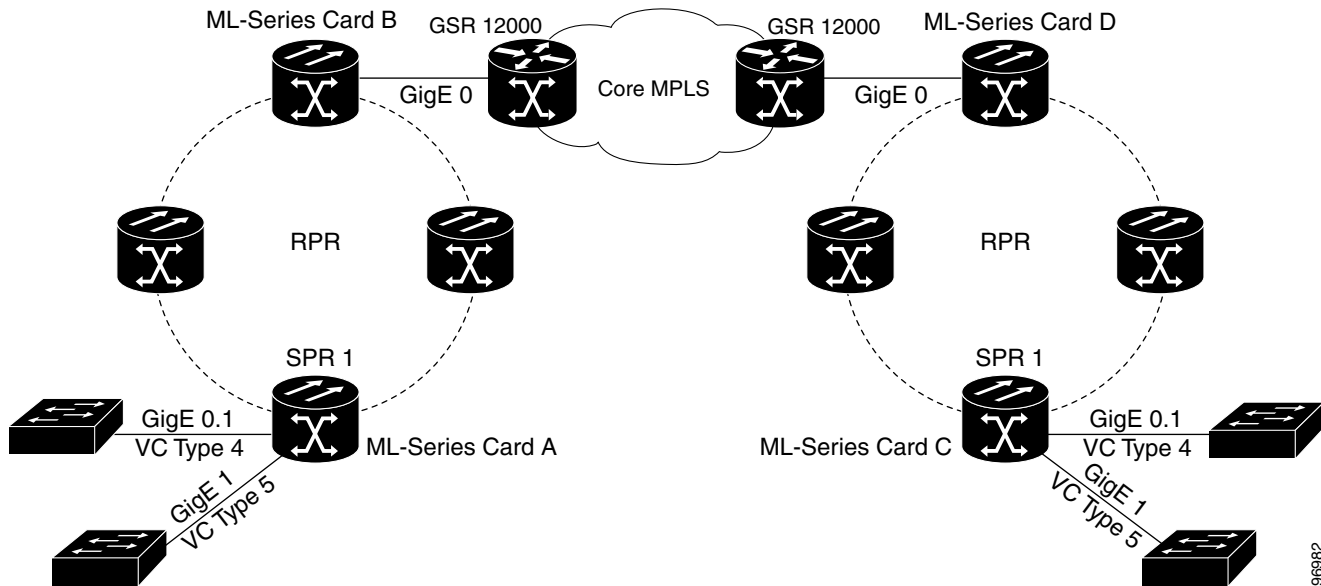 ML-Series Card B
GSR 12000
GSR 12000
ML-Series Card D
GigE 0
Core MPLS
GigE 0
RPR
RPR
SPR 1
SPR 1
GigE 0.1
VC Type 4
ML-Series Card A
GigE 1
VC Type 5
ML-Series Card C
GigE 0.1
VC Type 4
GigE 1
VC Type 5
96982